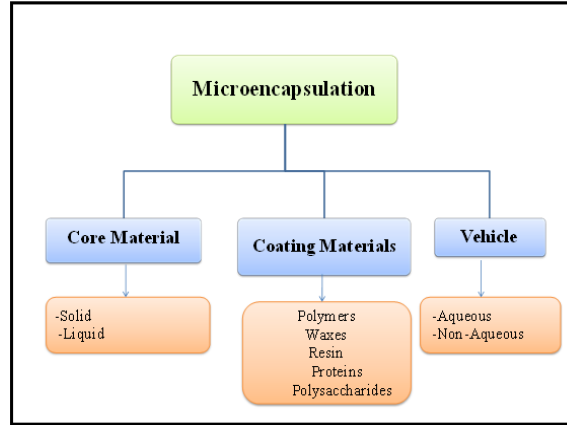 Microencapsulation
Core Material
Coating Materials
Vehicle
-Solid
-Liquid
Polymers
Waxes
Resin
Proteins
Polysaccharides
-Aqueous
-Non-Aqueous